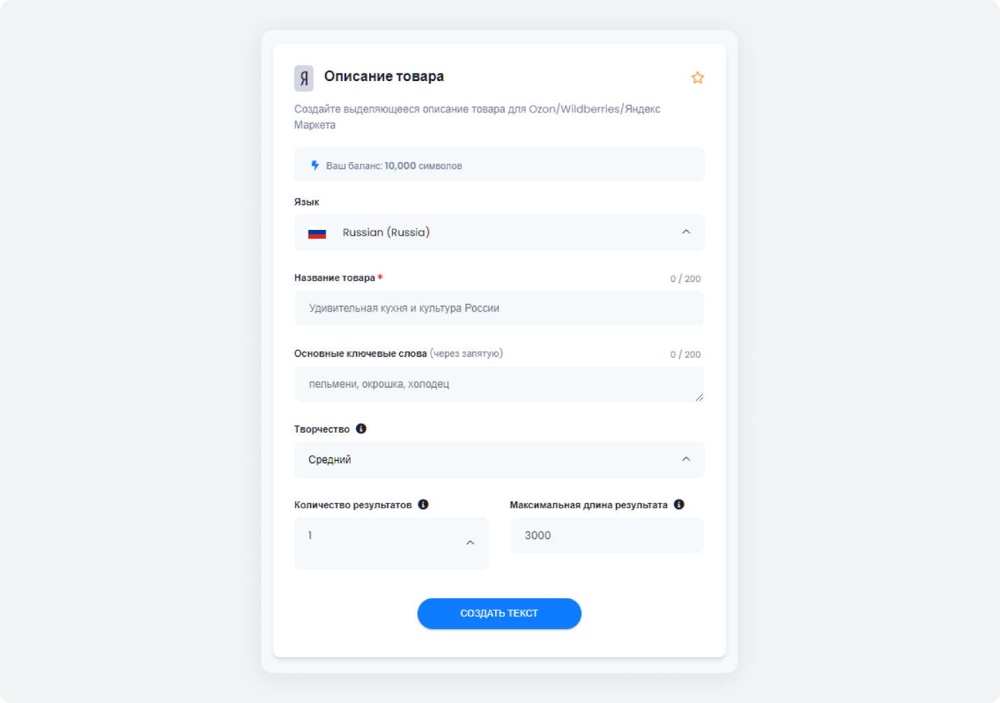 Я
Описание товара
Создайте выделяющееся описание товара для Ozon/Wildberries/Яндекс
Маркета
Ваш баланс: 10,000 символов
Язык
Russian (Russia)
Название товара *
0 / 200
Удивительная кухня и культура России
Основные ключевые слова (через запятую)
0 / 200
пельмени, окрошка, холодец
Творчество
Средний
Количество результатов
Максимальная длина результата
1
3000
СОЗДАТЬ ТЕКСТ